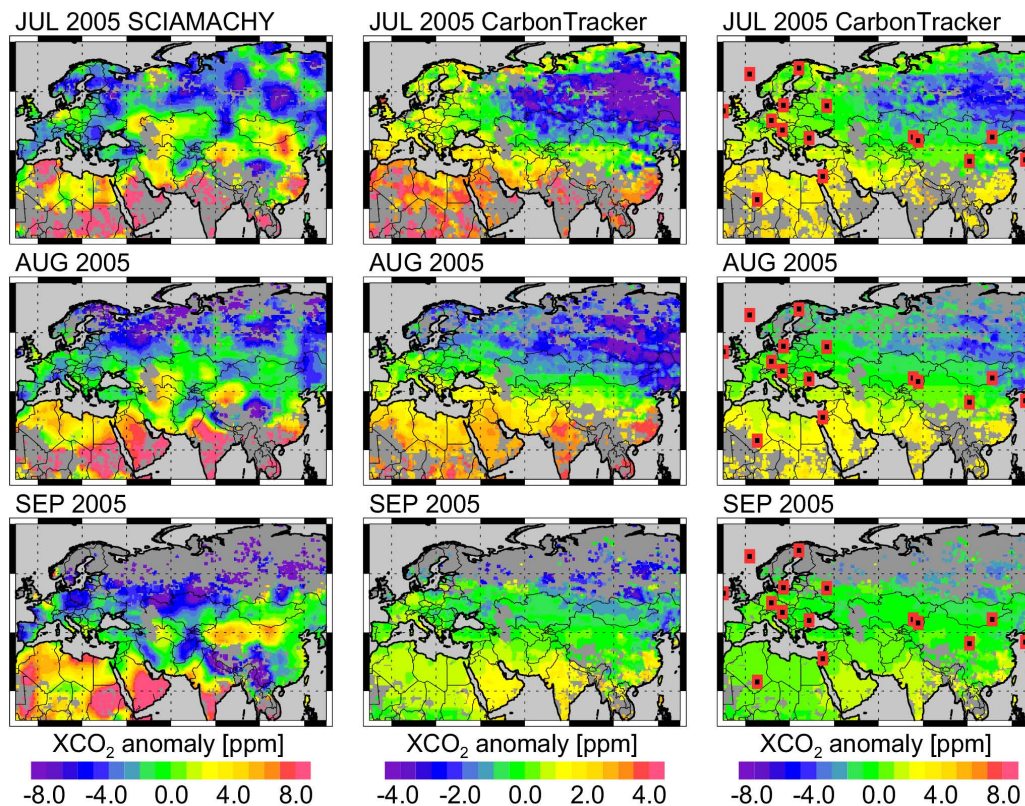 JUL 2005 SCIAMACHY
JUL 2005 CarbonTracker
JUL 2005 CarbonTracker
AUG 2005
AUG 2005
AUG 2005
SEP 2005
SEP 2005
SEP 2005
XCO₂ anomaly [ppm]
XCO₂ anomaly [ppm]
XCO₂ anomaly [ppm]
-8.0 -4.0 0.0 4.0 8.0
-4.0 -2.0 0.0 2.0 4.0
-8.0 -4.0 0.0 4.0 8.0